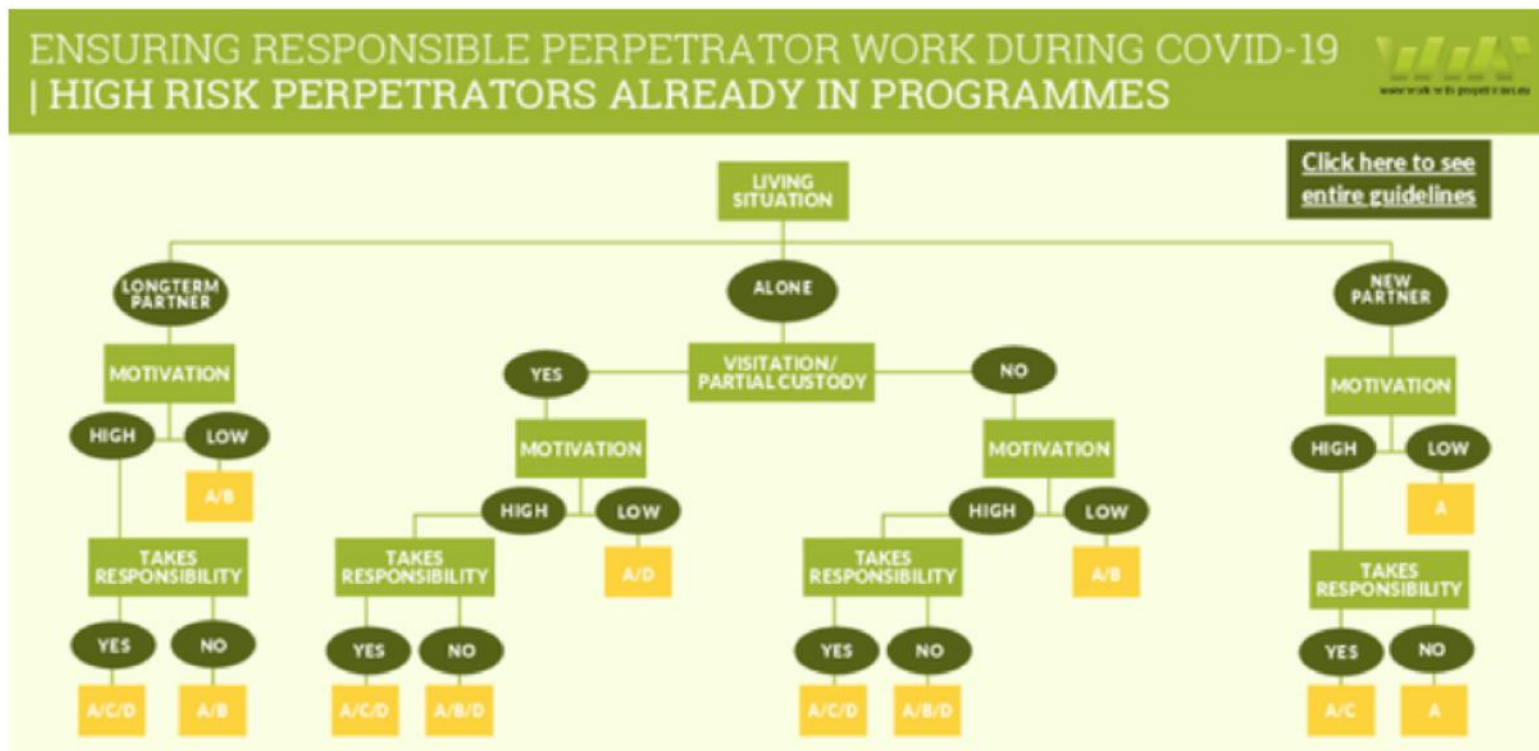 ENSURING RESPONSIBLE PERPETRATOR WORK DURING COVID-19
| HIGH RISK PERPETRATORS ALREADY IN PROGRAMMES
Click here to see
entire guidelines
LIVING
SITUATION
LONGTERM
PARTNER
ALONE
NEW
PARTNER
MOTIVATION
YES
VISITATION/
PARTIAL CUSTODY
NO
MOTIVATION
HIGH
LOW
MOTIVATION
MOTIVATION
HIGH
LOW
A/B
HIGH
LOW
HIGH
LOW
A
TAKES
RESPONSIBILITY
TAKES
RESPONSIBILITY
A/D
TAKES
RESPONSIBILITY
A/B
TAKES
RESPONSIBILITY
YES
NO
YES
NO
YES
NO
YES
NO
A/C/D
A/B
A/C/D
A/B/D
A/C/D
A/B/D
A/C
A